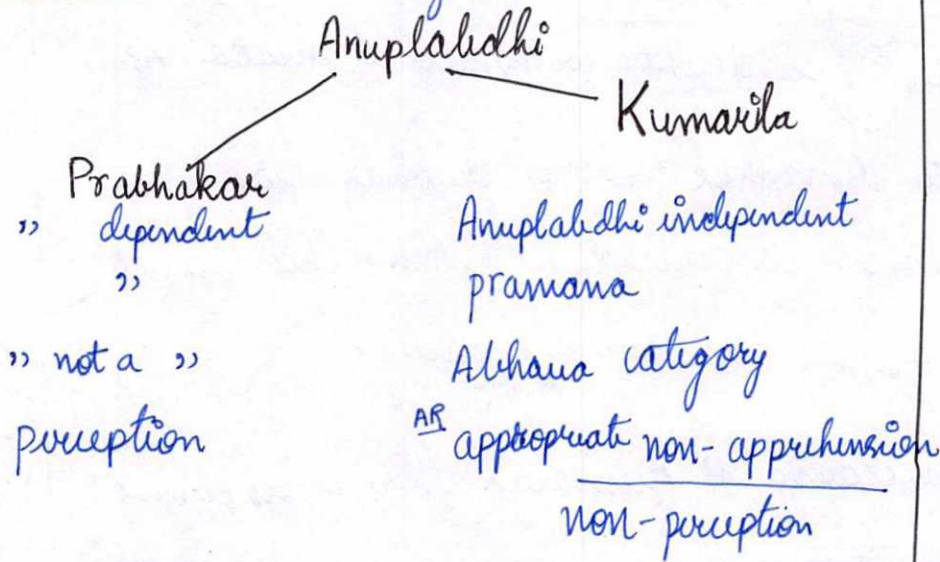 Anuplabdhi
Kumarila
Prabhakar
" dependent
"
Anuplabdhi independent
pramana
" not a "
Abhava category
perception
AR appropriate non-apprehension
non-perception